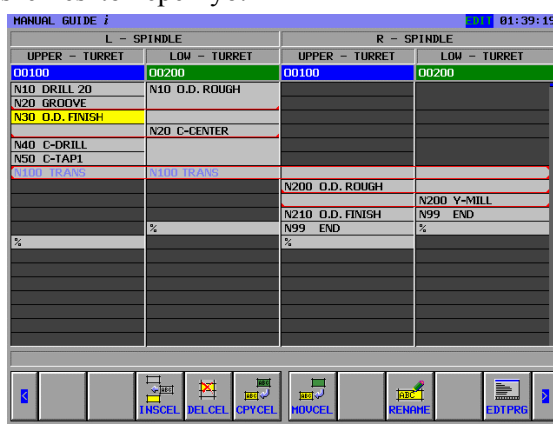 MANUAL GUIDE i EDIT 01:39:19
L - SPINDLE R - SPINDLE
UPPER - TURRET LOW - TURRET UPPER - TURRET LOW - TURRET
O0100 O0200 O0100 O0200
N10 DRILL 20 N10 O.D. ROUGH
N20 GROOVE
N30 O.D. FINISH
N20 C-CENTER
N40 C-DRILL
N50 C-TAP1
N100 TRANS N100 TRANS
N200 O.D. ROUGH
N200 Y-MILL
N210 O.D. FINISH N99 END
% N99 END %
% %
< INSCEL DELCEL CPYCEL MOVCEL RENAME EDTPRG >